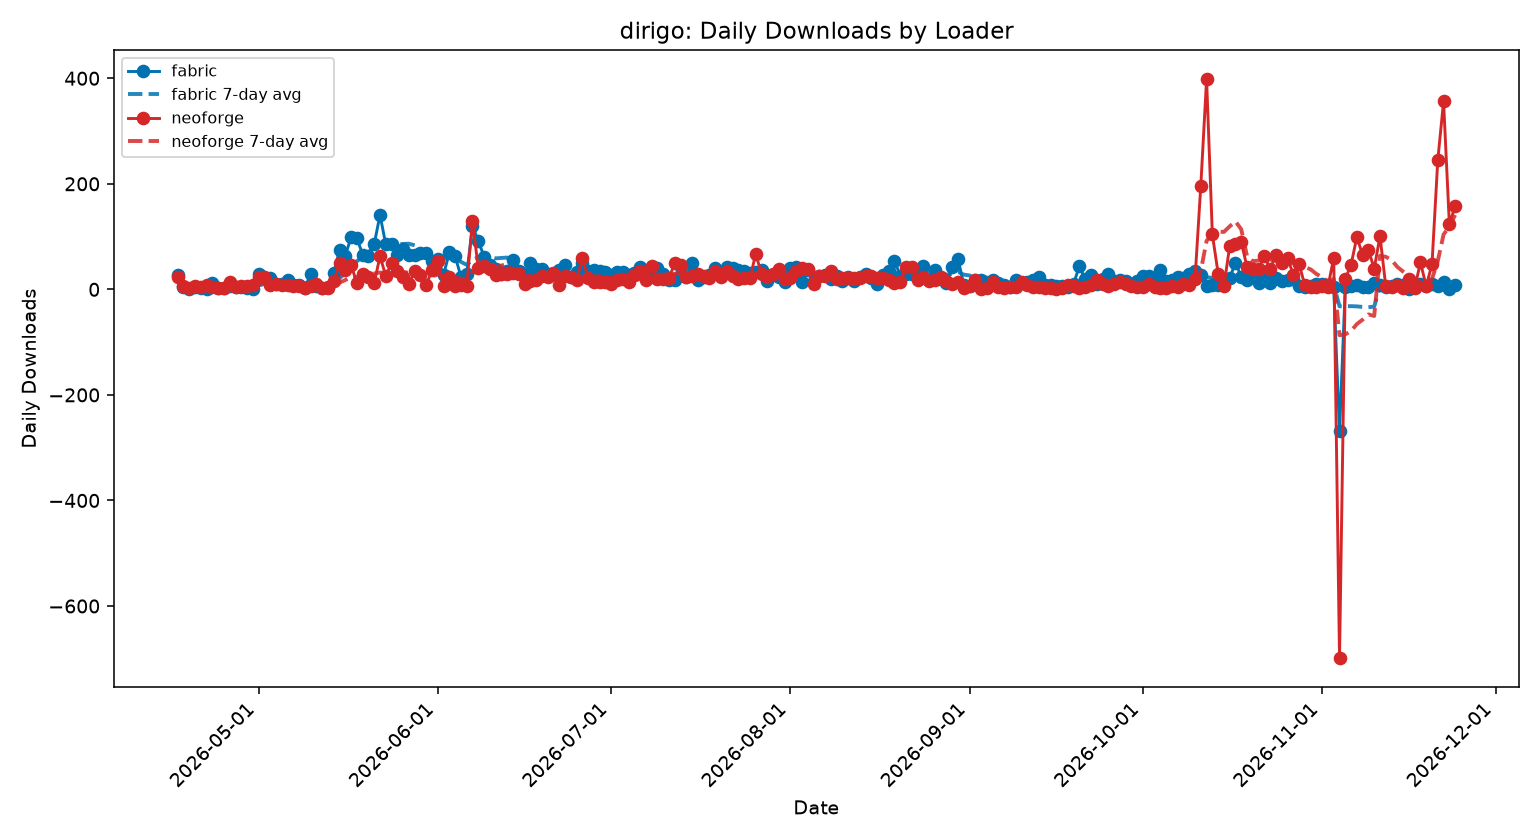 dirigo: Daily Downloads by Loader
fabric
fabric 7-day avg
neoforge
neoforge 7-day avg
400
200
0
−200
−400
−600
Daily Downloads
2026-05-01
2026-06-01
2026-07-01
2026-08-01
2026-09-01
2026-10-01
2026-11-01
2026-12-01
Date